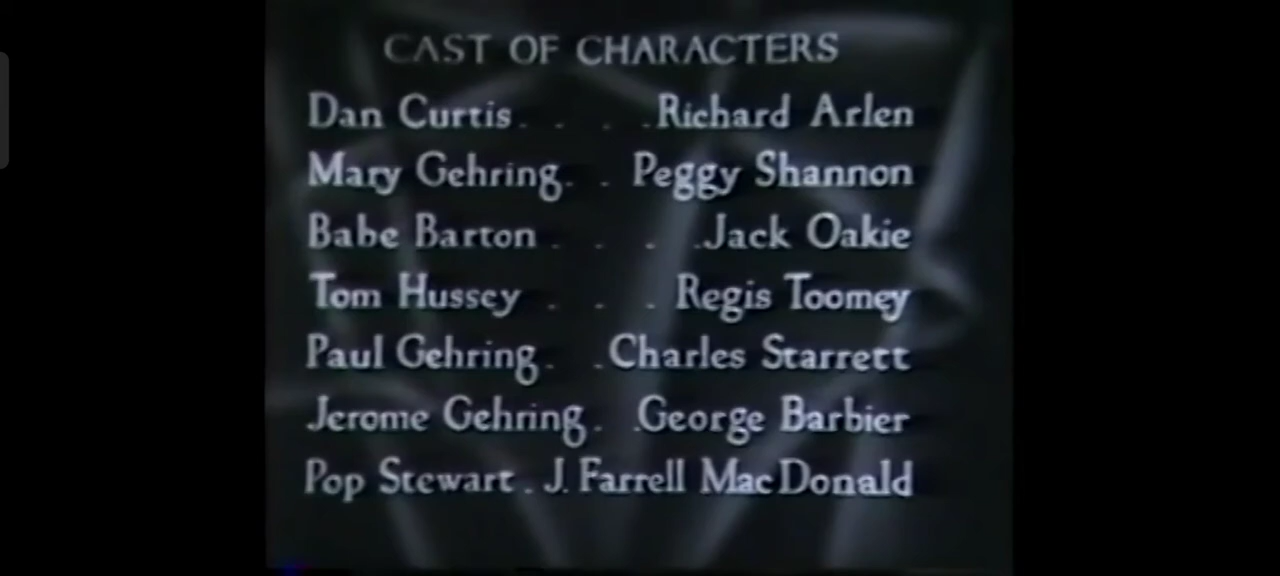 CAST OF CHARACTERS
Dan Curtis . . . . Richard Arlen
Mary Gehring . . Peggy Shannon
Babe Barton . . . . Jack Oakie
Tom Hussey . . . Regis Toomey
Paul Gehring . . Charles Starrett
Jerome Gehring . . George Barbier
Pop Stewart . J. Farrell MacDonald